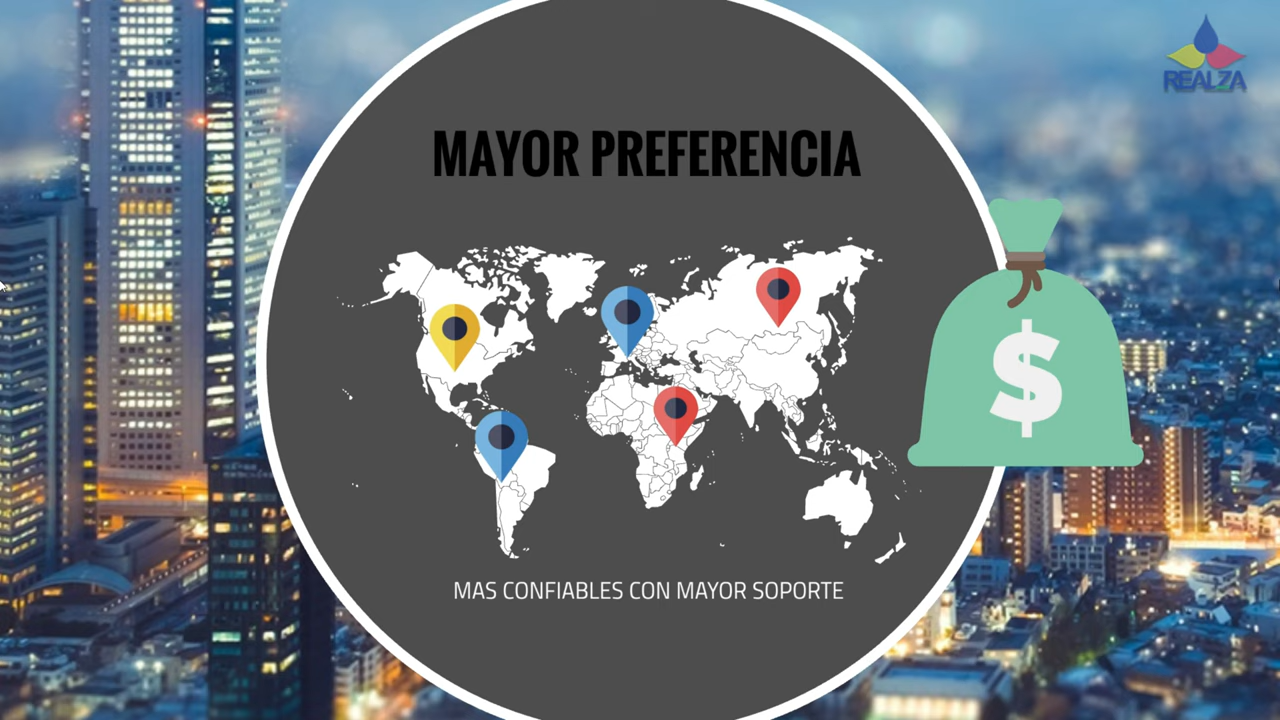 REALZA
MAYOR PREFERENCIA
$
MAS CONFIABLES CON MAYOR SOPORTE